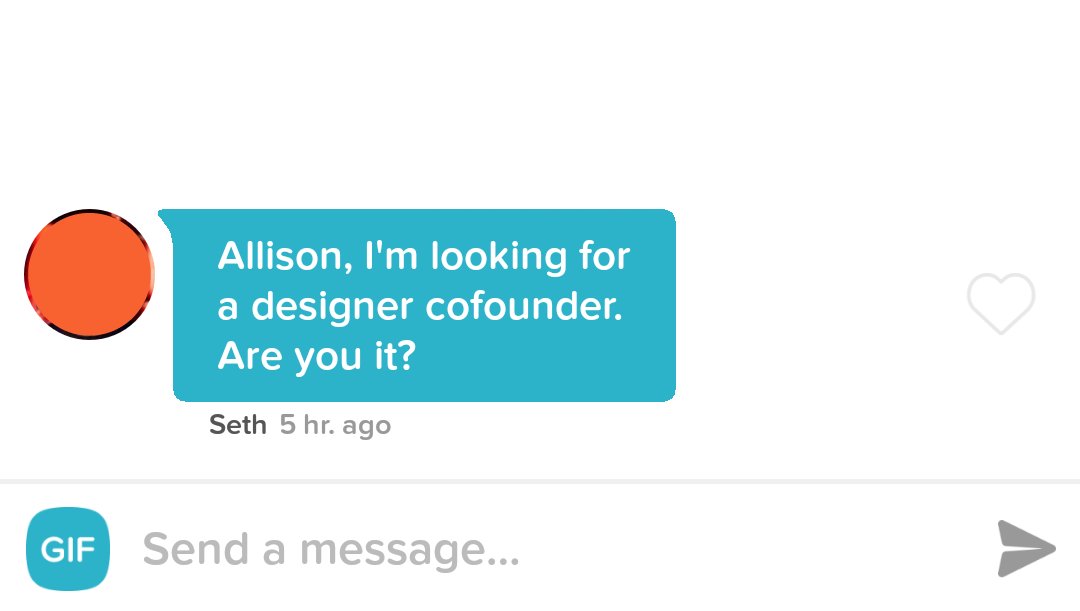 Allison, I'm looking for
a designer cofounder.
Are you it?
Seth 5 hr. ago
GIF Send a message...